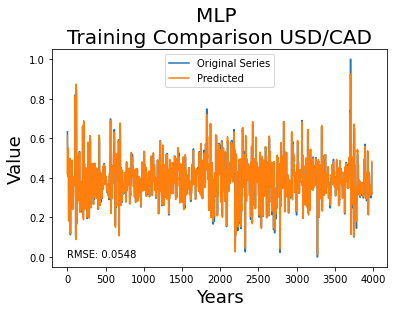 MLP
Training Comparison USD/CAD
Original Series
Predicted
Value
1.0
0.8
0.6
0.4
0.2
0.0
RMSE: 0.0548
0 500 1000 1500 2000 2500 3000 3500 4000
Years